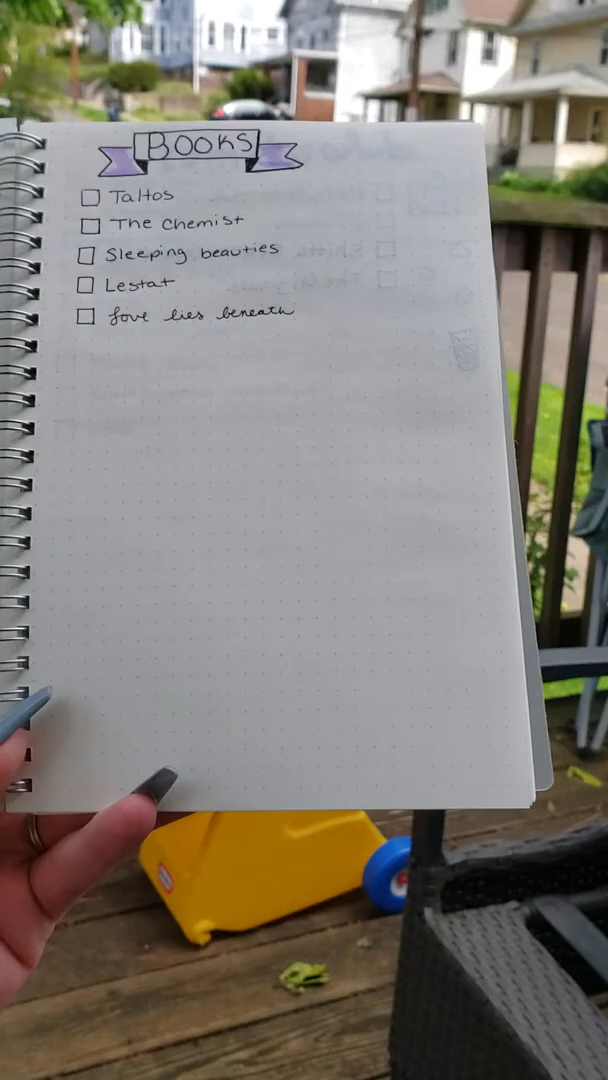 BOOKS
Taltos
The Chemist
Sleeping beauties
Lestat
Love lies beneath